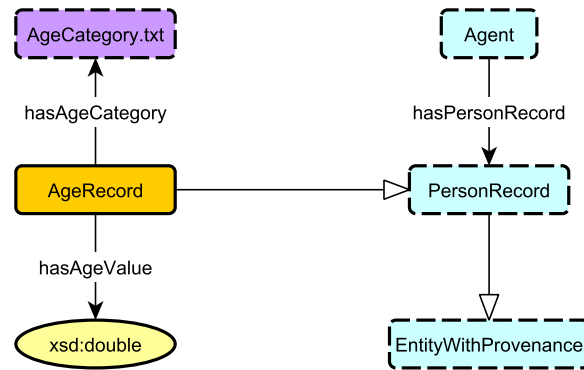 AgeCategory.txt
Agent
hasAgeCategory
hasPersonRecord
AgeRecord
PersonRecord
hasAgeValue
xsd:double
EntityWithProvenance